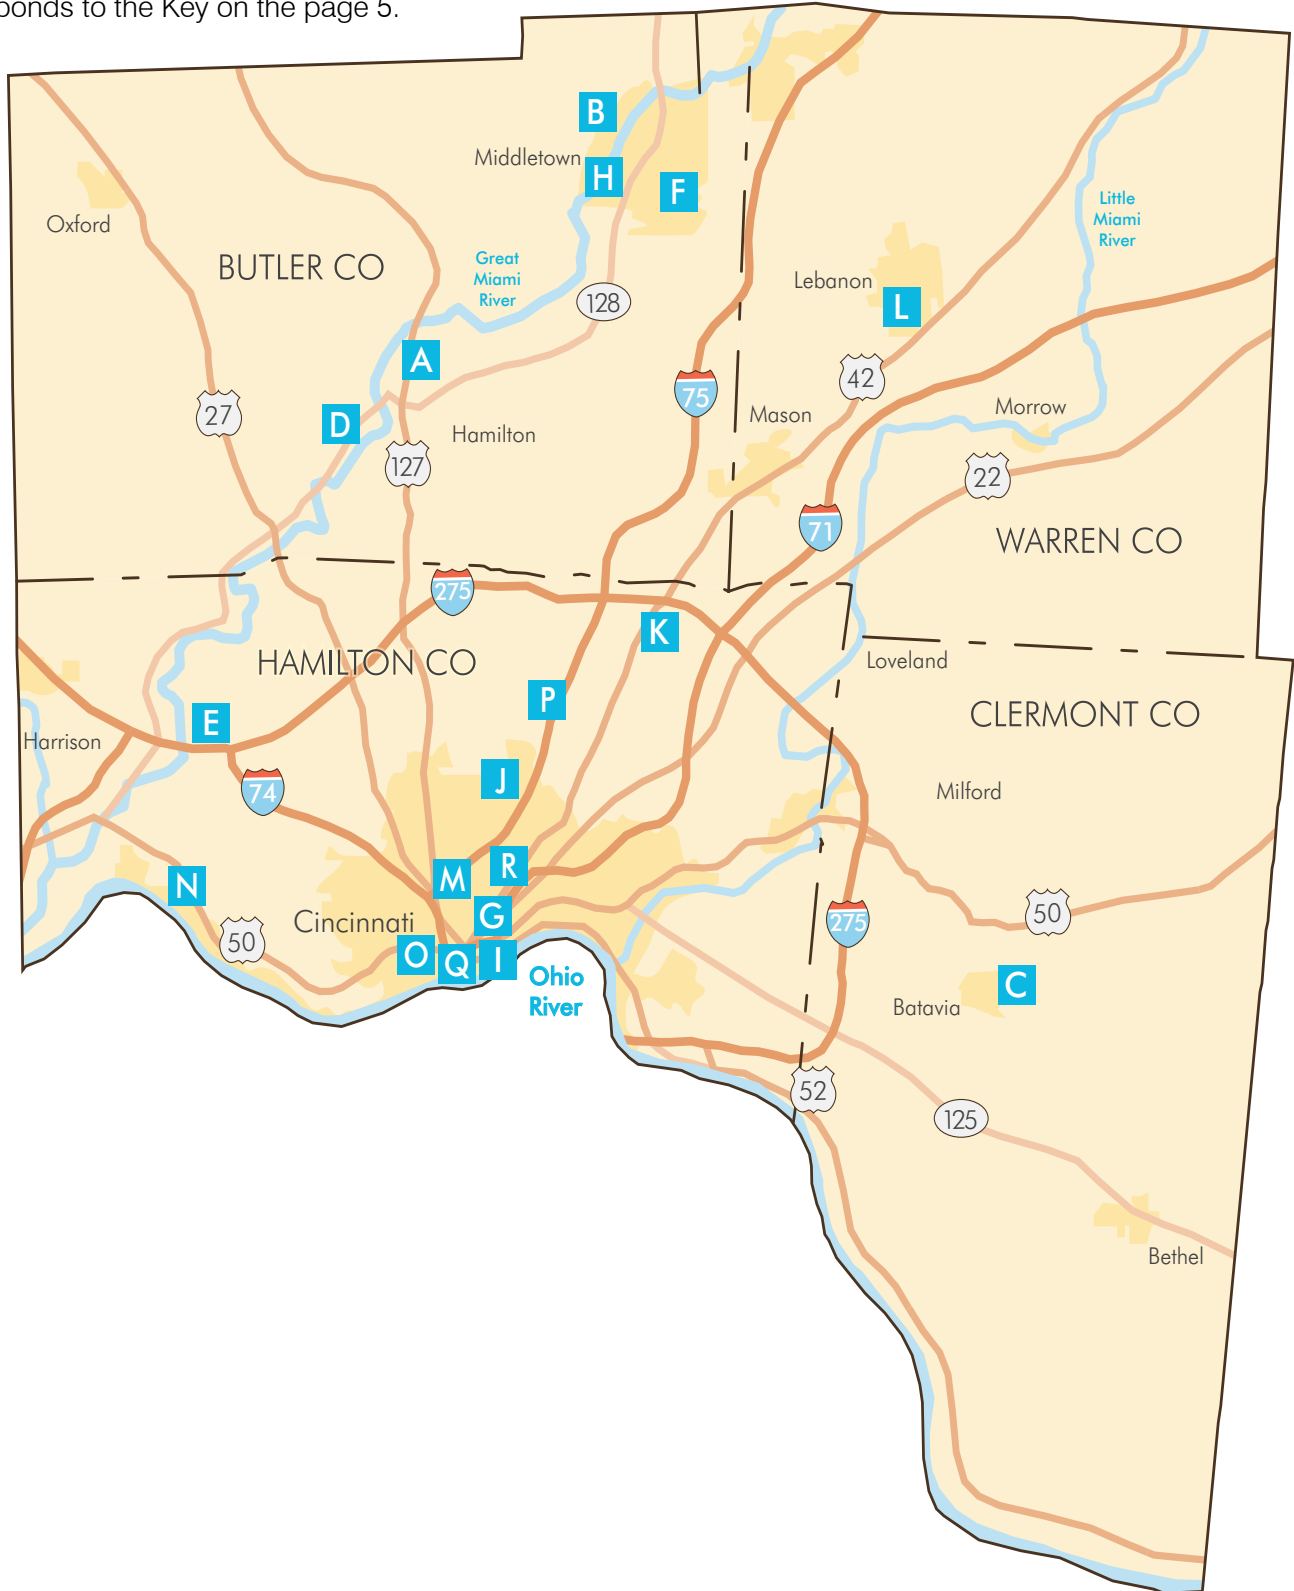 ponds to the Key on the page 5.
B
Middletown
H
F
Oxford
Little
Miami
River
BUTLER CO
Great
Miami
River
Lebanon
128
L
A
75
42
27
D
Mason
Morrow
Hamilton
127
22
71
WARREN CO
275
K
HAMILTON CO
Loveland
P
CLERMONT CO
E
Harrison
J
74
Milford
R
M
N
G
50
Cincinnati
50
275
O
Q
I
Ohio
River
C
Batavia
52
125
Bethel